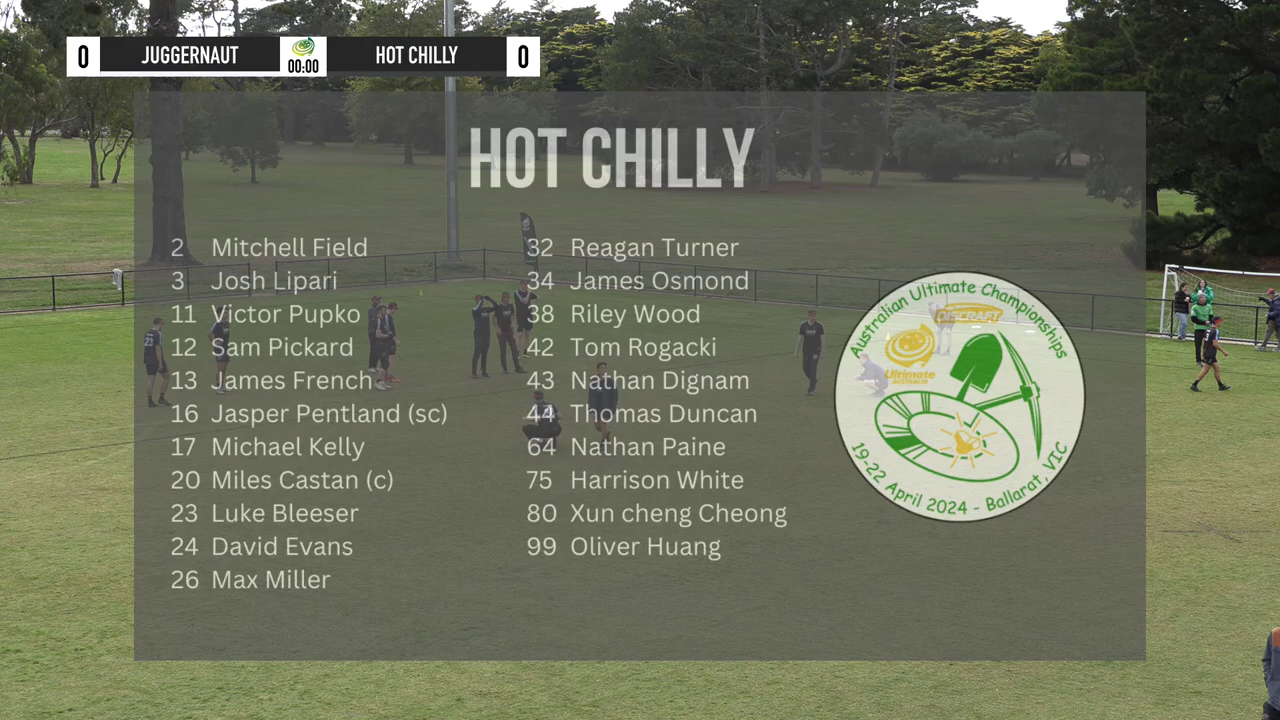 0 JUGGERNAUT 00:00 HOT CHILLY 0
HOT CHILLY
2 Mitchell Field
3 Josh Lipari
11 Victor Pupko
12 Sam Pickard
13 James French
16 Jasper Pentland (sc)
17 Michael Kelly
20 Miles Castan (c)
23 Luke Bleeser
24 David Evans
26 Max Miller
32 Reagan Turner
34 James Osmond
38 Riley Wood
42 Tom Rogacki
43 Nathan Dignam
44 Thomas Duncan
64 Nathan Paine
75 Harrison White
80 Xun cheng Cheong
99 Oliver Huang
Australian Ultimate Championships
DISCRAFT
Ultimate
AUSTRALIA
19-22 April 2024 - Ballarat, VIC
23